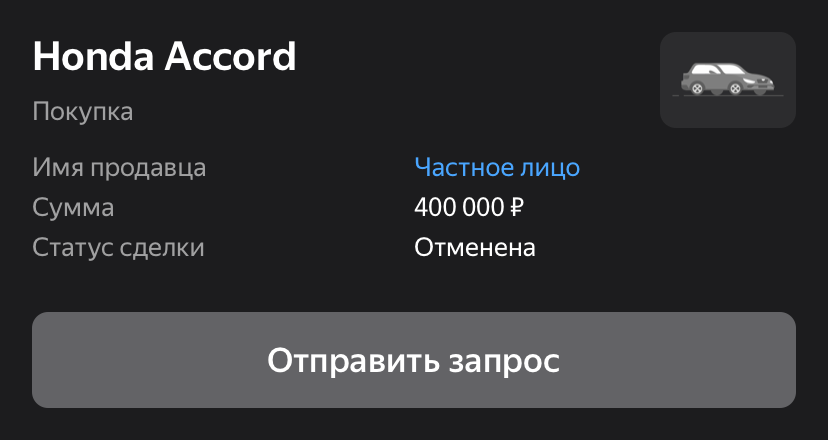 Honda Accord
Покупка
Имя продавца Частное лицо
Сумма 400 000 ₽
Статус сделки Отменена
Отправить запрос